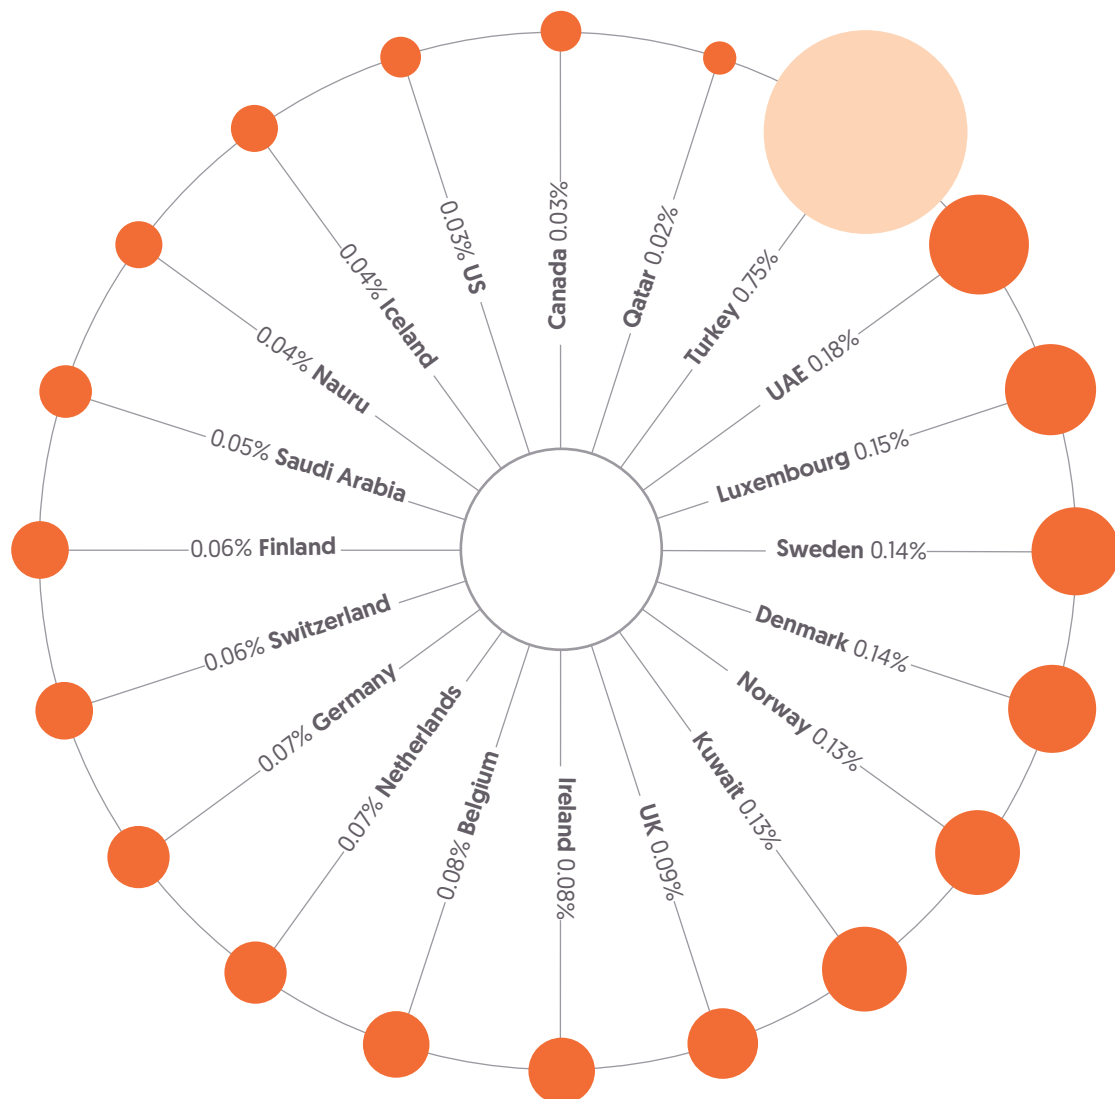 Turkey 0.75%
UAE 0.18%
Luxembourg 0.15%
Sweden 0.14%
Denmark 0.14%
Norway 0.13%
Kuwait 0.13%
UK 0.09%
Ireland 0.08%
0.08% Belgium
0.07% Netherlands
0.07% Germany
0.06% Switzerland
0.06% Finland
0.05% Saudi Arabia
0.04% Nauru
0.04% Iceland
0.03% US
Canada 0.03%
Qatar 0.02%